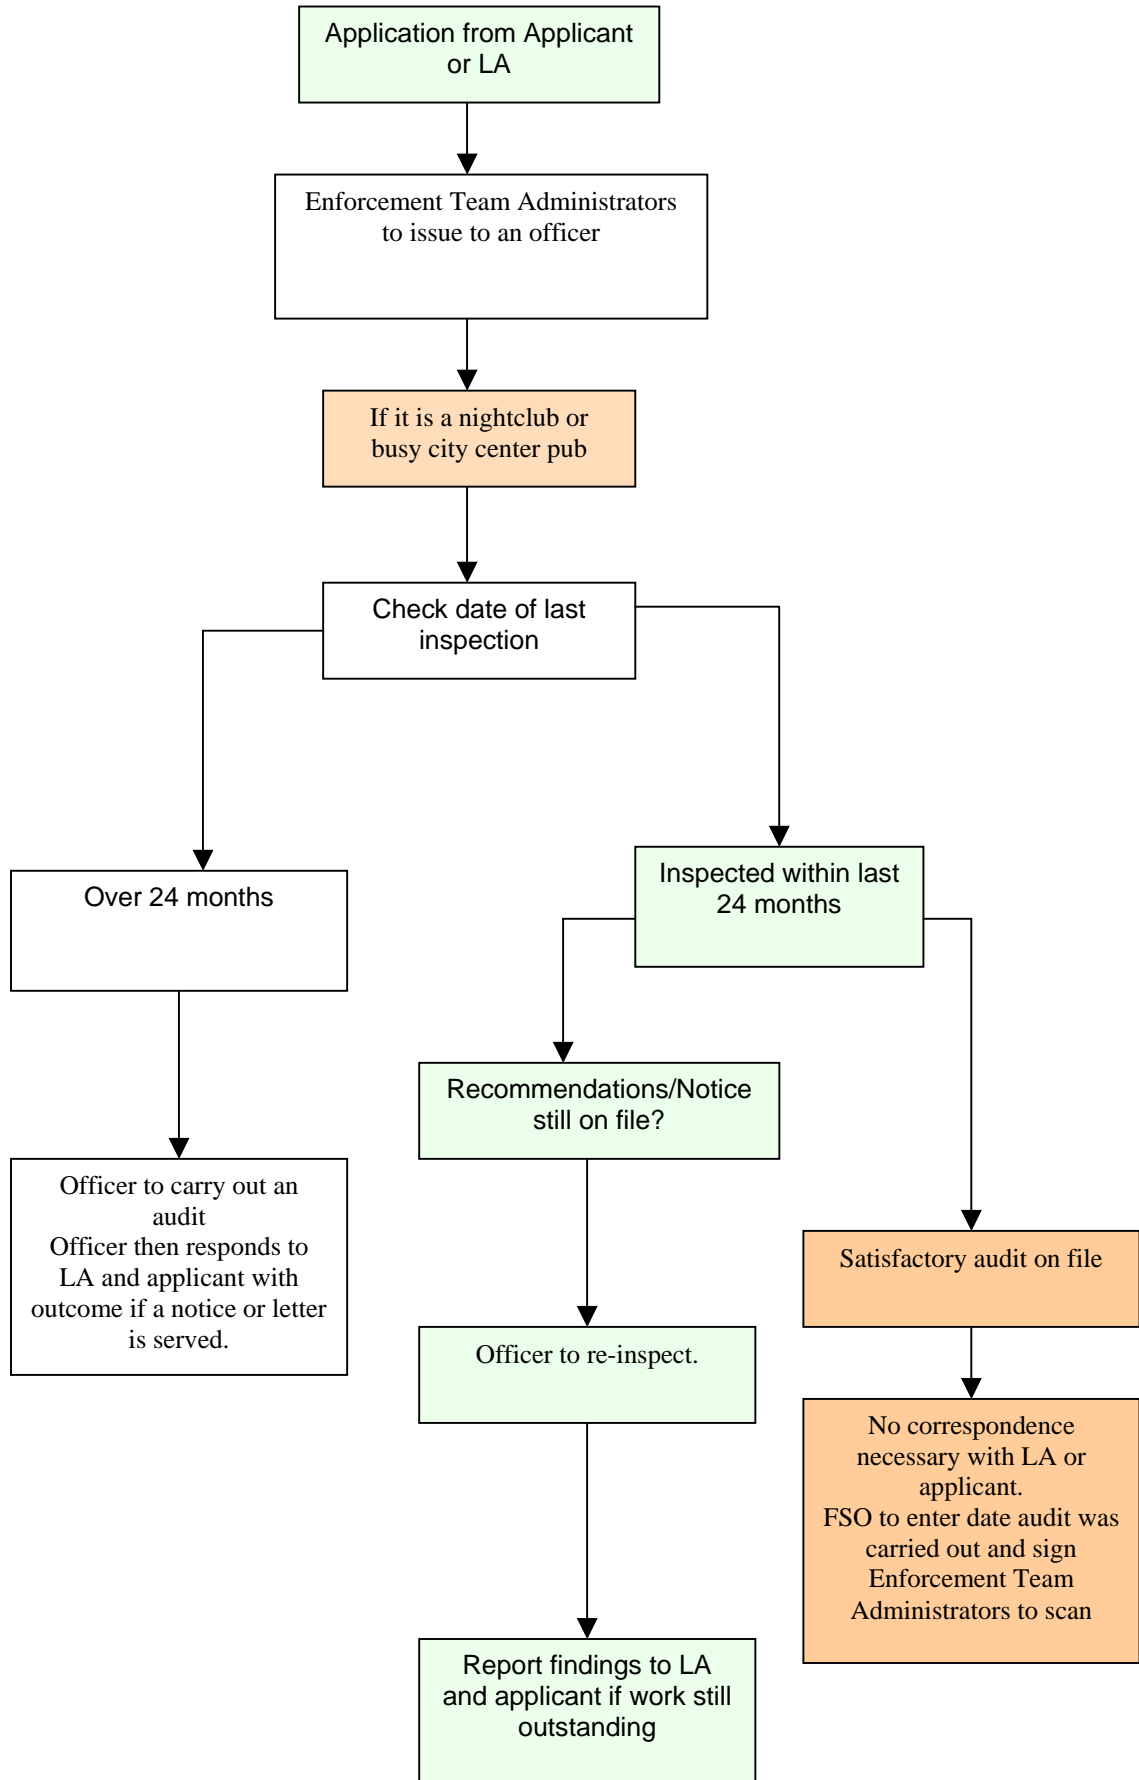 Application from Applicant
or LA
Enforcement Team Administrators
to issue to an officer
If it is a nightclub or
busy city center pub
Check date of last
inspection
Over 24 months
Inspected within last
24 months
Recommendations/Notice
still on file?
Officer to carry out an
audit
Officer then responds to
LA and applicant with
outcome if a notice or letter
is served.
Satisfactory audit on file
Officer to re-inspect.
No correspondence
necessary with LA or
applicant.
FSO to enter date audit was
carried out and sign
Enforcement Team
Administrators to scan
Report findings to LA
and applicant if work still
outstanding